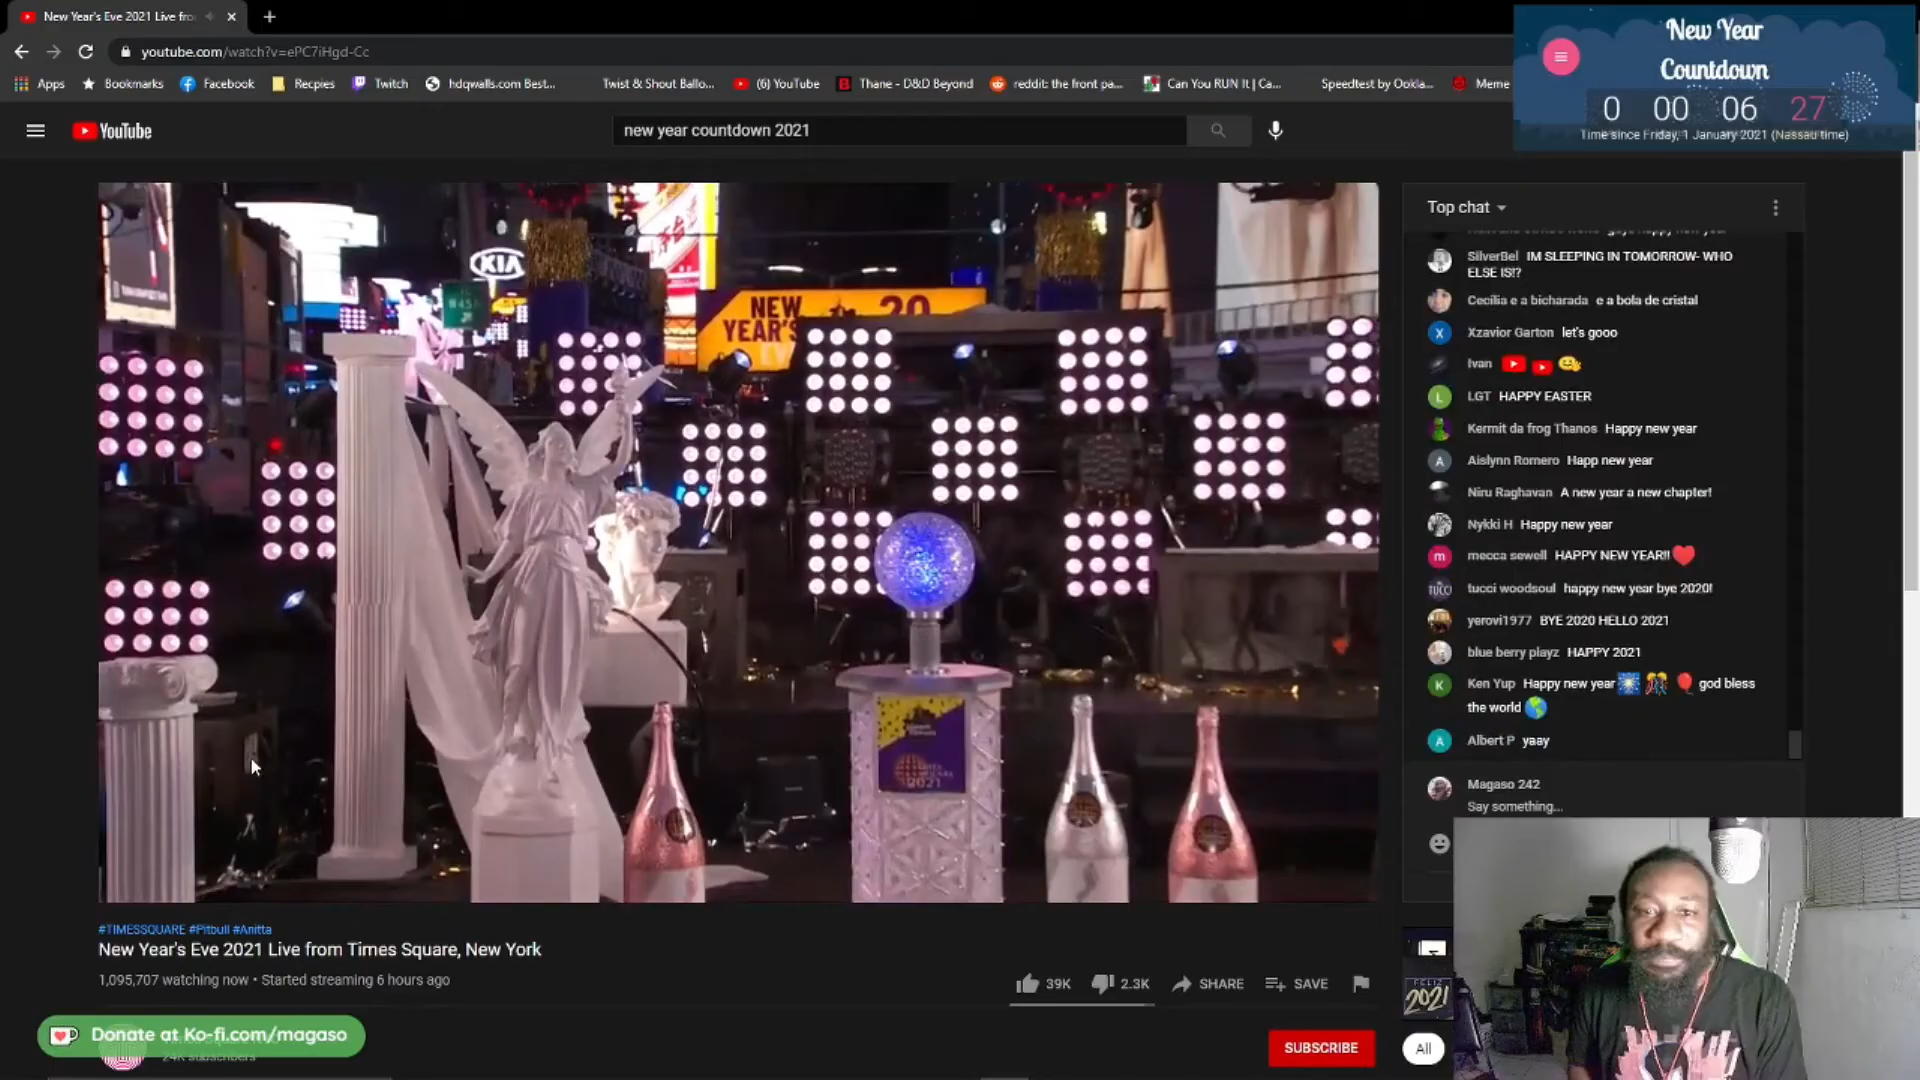 New Year's Eve 2021 Live fro
youtube.com/watch?v=ePC7iHgd-Cc
Apps
Bookmarks
Facebook
Recpies
Twitch
hdqwalls.com Best...
Twist & Shout Ballo...
(6) YouTube
Thane - D&D Beyond
reddit: the front pa...
Can You RUN It | Ca...
Speedtest by Ookla...
Meme
New Year
Countdown
0 00 06 27
Time since Friday, 1 January 2021 (Nassau time)
YouTube
new year countdown 2021
KIA
NEW
YEAR'S
20
2021
Top chat
SilverBel IM SLEEPING IN TOMORROW- WHO
ELSE IS!?
Cecilia e a bicharada e a bola de cristal
Xzavior Garton let's gooo
Ivan
LGT HAPPY EASTER
Kermit da frog Thanos Happy new year
Aislynn Romero Happ new year
Niru Raghavan A new year a new chapter!
Nykki H Happy new year
mecca sewell HAPPY NEW YEAR!!
tucci woodsoul happy new year bye 2020!
yerovi1977 BYE 2020 HELLO 2021
blue berry playz HAPPY 2021
Ken Yup Happy new year god bless
the world
Albert P yaay
Magaso 242
Say something...
#TIMESSQUARE #Pitbull #Anitta
New Year's Eve 2021 Live from Times Square, New York
1,095,707 watching now • Started streaming 6 hours ago
39K
2.3K
SHARE
SAVE
FELIZ
2021
Donate at Ko-fi.com/magaso
24K subscribers
SUBSCRIBE
All